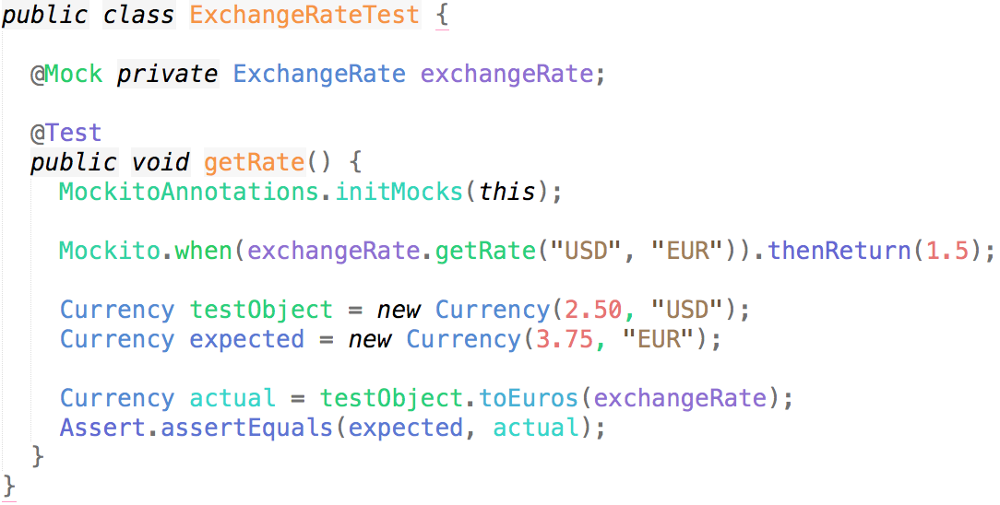 public class ExchangeRateTest {
@Mock private ExchangeRate exchangeRate;
@Test
public void getRate() {
MockitoAnnotations.initMocks(this);
Mockito.when(exchangeRate.getRate("USD", "EUR")).thenReturn(1.5);
Currency testObject = new Currency(2.50, "USD");
Currency expected = new Currency(3.75, "EUR");
Currency actual = testObject.toEuros(exchangeRate);
Assert.assertEquals(expected, actual);
}
}